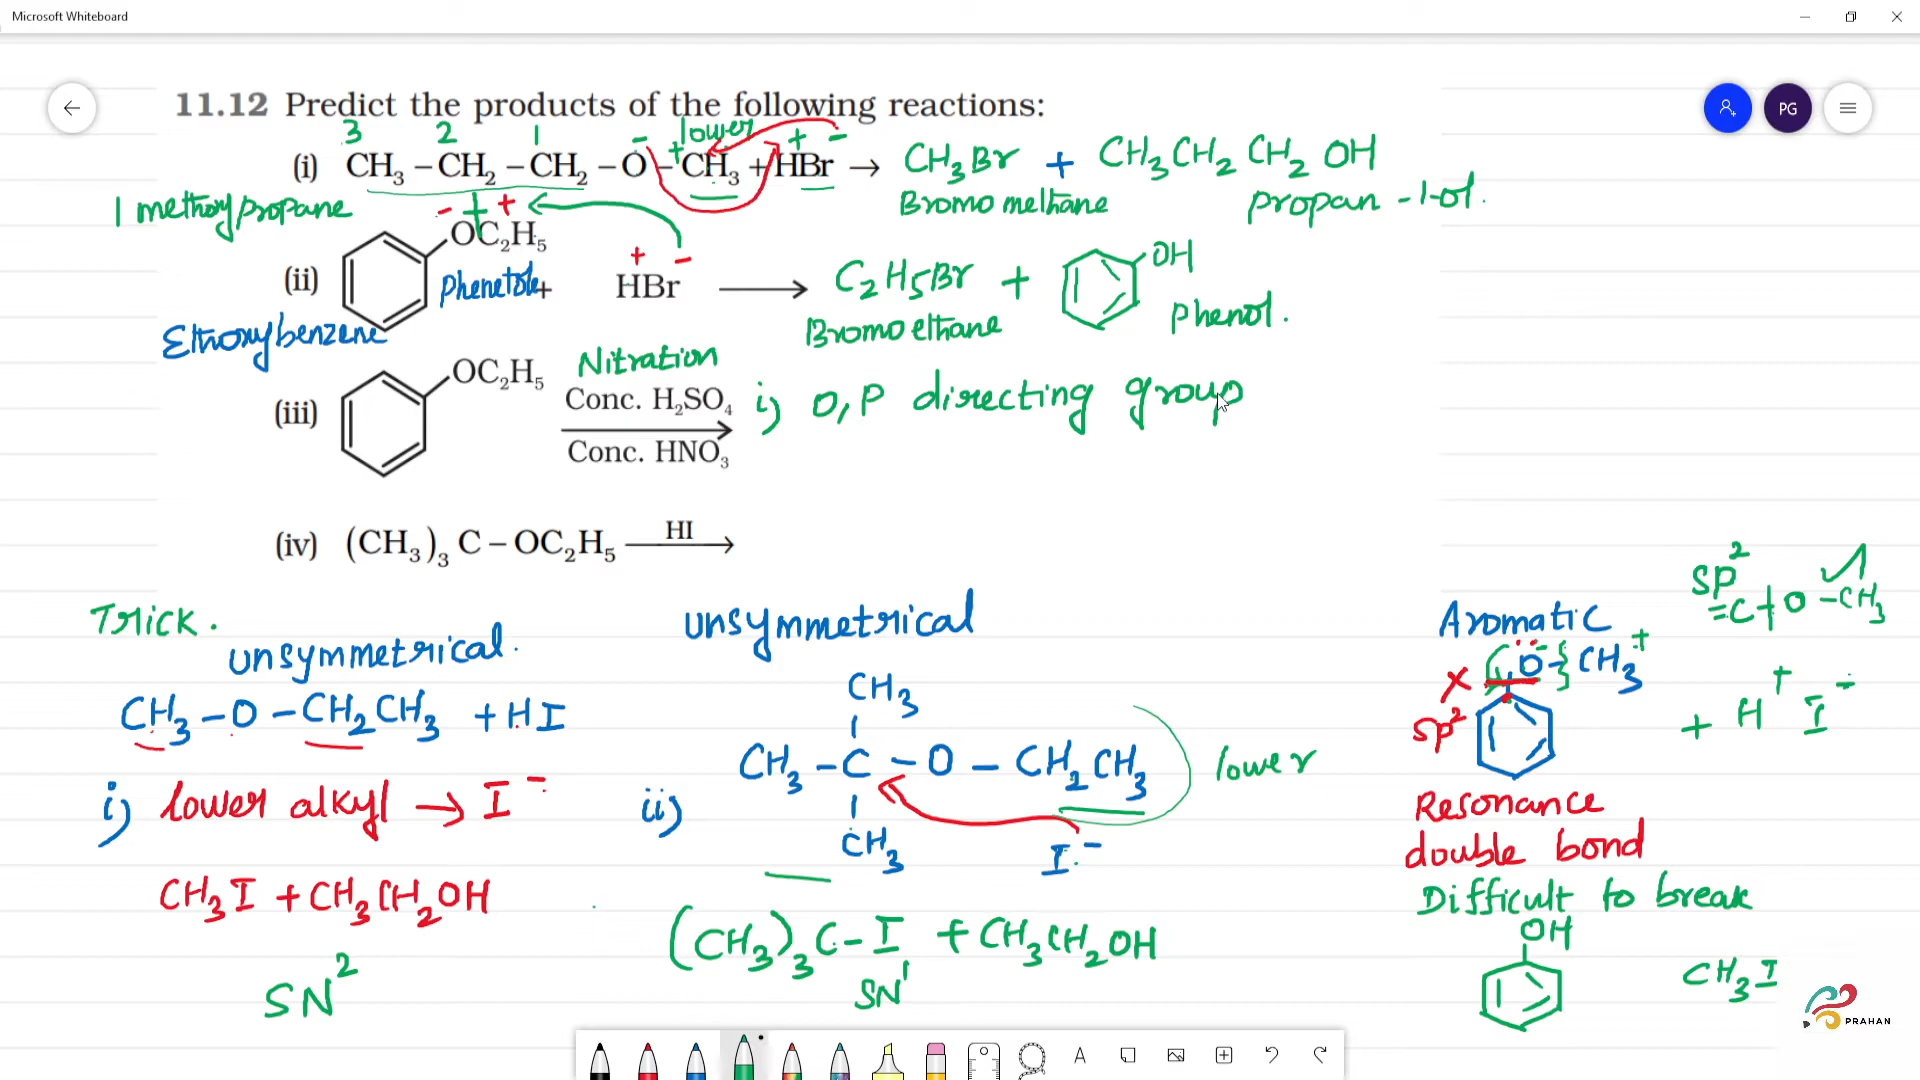 Microsoft Whiteboard
PG
11.12 Predict the products of the following reactions:
3 2 1 − + lower + −
(i) CH₃ – CH₂ – CH₂ – O – CH₃ + HBr → CH₃Br + CH₃CH₂CH₂OH
1 methoxypropane Bromo methane propan -1-ol.
− + +
OC₂H₅
+ −
(ii) Phenetole + HBr ⟶ C₂H₅Br + OH
Ethoxybenzene Bromoethane Phenol.
(iii) OC₂H₅ Nitration
Conc. H₂SO₄ i) O, P directing group
Conc. HNO₃
(iv) (CH₃)₃ C – OC₂H₅ HI ⟶
Trick.
unsymmetrical.
CH₃ – O – CH₂CH₃ + HI
i) lower alkyl → I⁻
CH₃I + CH₃CH₂OH
SN²
unsymmetrical
CH₃
CH₃ – C – O – CH₂CH₃ lower
ii) CH₃ I⁻
(CH₃)₃C – I + CH₃CH₂OH
SN¹
SP²
=C+O – CH₃
Aromatic
X O – CH₃⁺
SP² + H⁺ I⁻
Resonance
double bond
Difficult to break
OH
CH₃I
PRAHAN
A